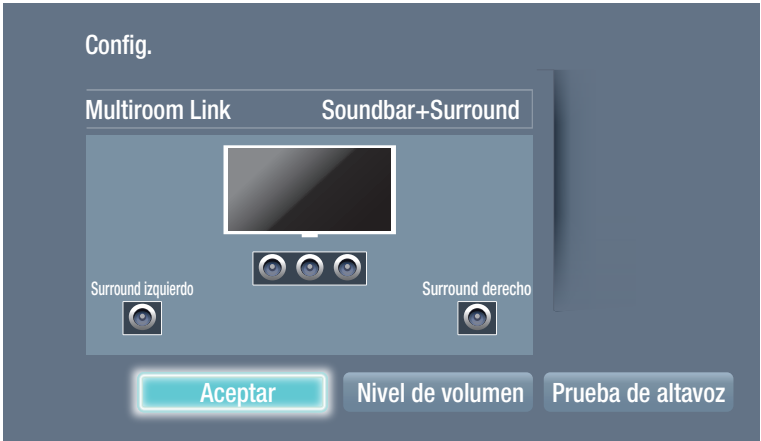 Config.
Multiroom Link Soundbar+Surround
Surround izquierdo Surround derecho
Aceptar Nivel de volumen Prueba de altavoz